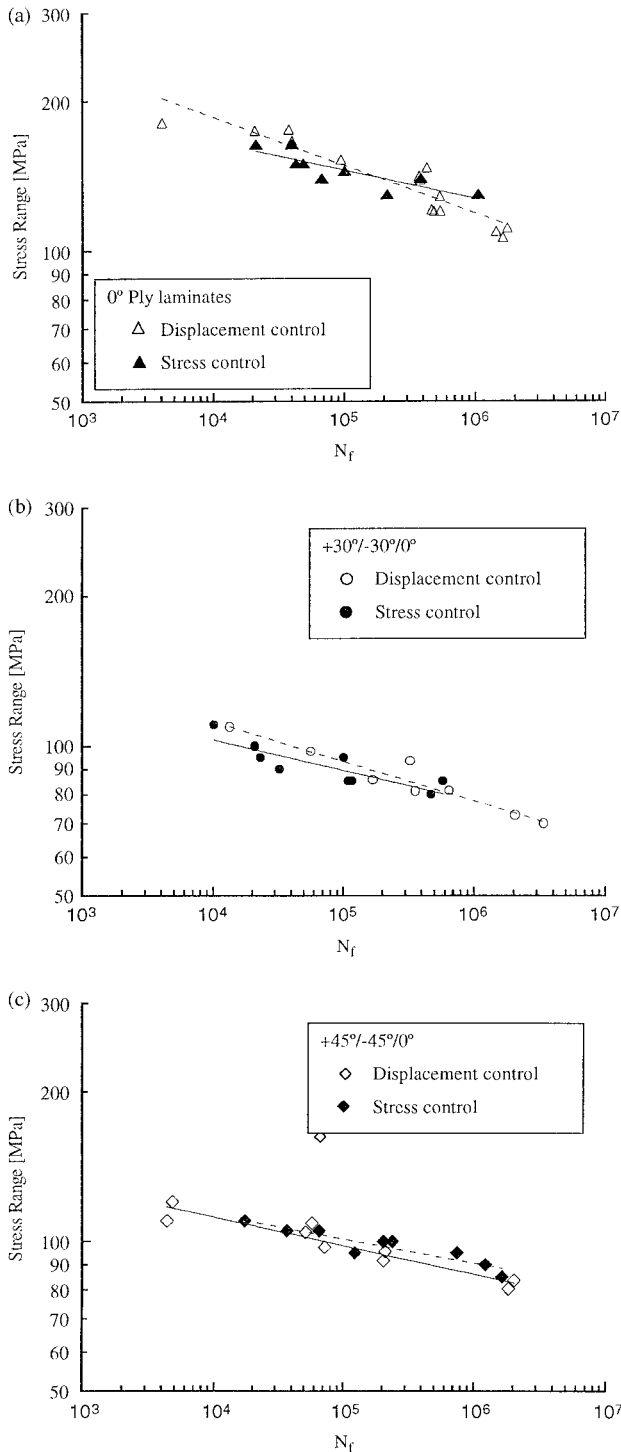 (a)
300
200
100
90
80
70
60
50
Stress Range [MPa]
0° Ply laminates
Displacement control
Stress control
10³ 10⁴ 10⁵ 10⁶ 10⁷
N_f
(b)
300
200
100
90
80
70
60
50
Stress Range [MPa]
+30°/-30°/0°
Displacement control
Stress control
10³ 10⁴ 10⁵ 10⁶ 10⁷
N_f
(c)
300
200
100
90
80
70
60
50
Stress Range [MPa]
+45°/-45°/0°
Displacement control
Stress control
10³ 10⁴ 10⁵ 10⁶ 10⁷
N_f